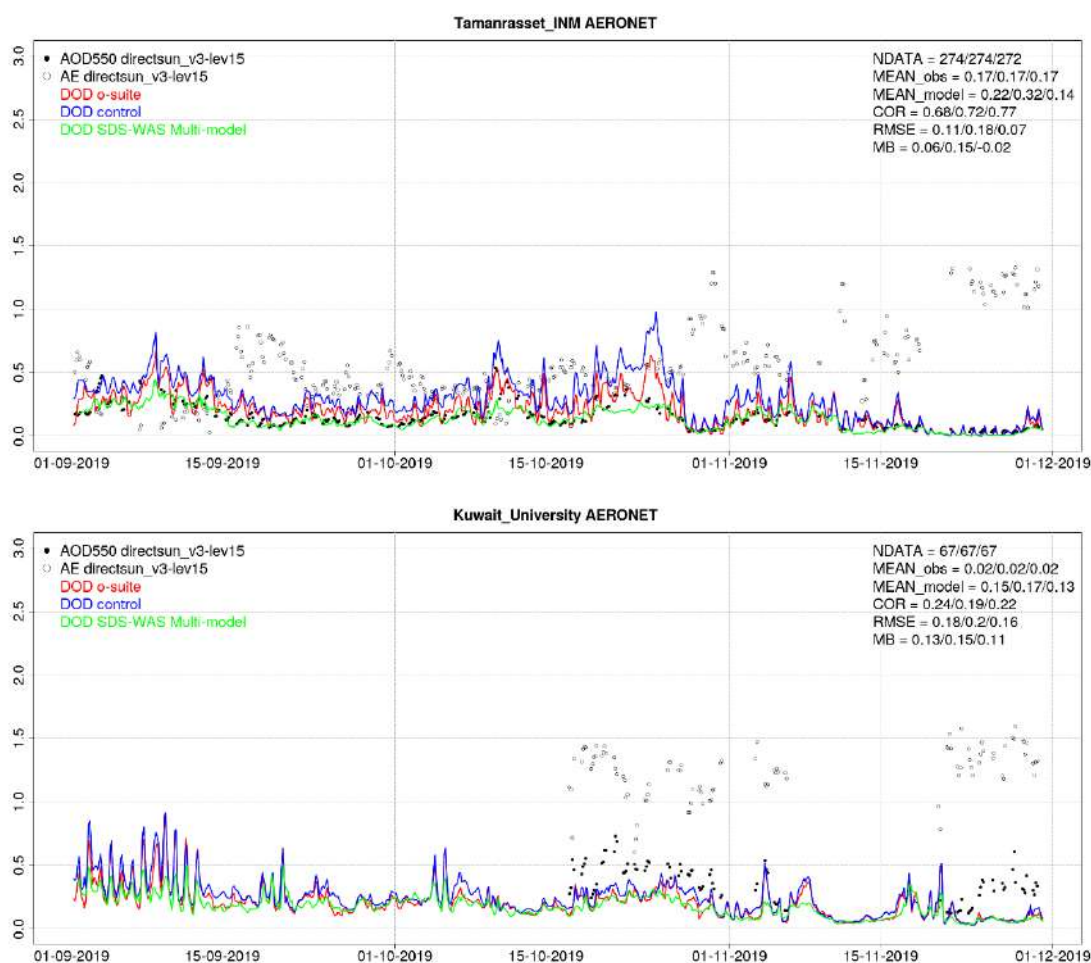 Tamanrasset_INM AERONET
3.0
2.5
2.0
1.5
1.0
0.5
0.0
AOD550 directsun_v3-lev15
AE directsun_v3-lev15
DOD o-suite
DOD control
DOD SDS-WAS Multi-model
NDATA = 274/274/272
MEAN_obs = 0.17/0.17/0.17
MEAN_model = 0.22/0.32/0.14
COR = 0.68/0.72/0.77
RMSE = 0.11/0.18/0.07
MB = 0.06/0.15/-0.02
01-09-2019 15-09-2019 01-10-2019 15-10-2019 01-11-2019 15-11-2019 01-12-2019
Kuwait_University AERONET
3.0
2.5
2.0
1.5
1.0
0.5
0.0
AOD550 directsun_v3-lev15
AE directsun_v3-lev15
DOD o-suite
DOD control
DOD SDS-WAS Multi-model
NDATA = 67/67/67
MEAN_obs = 0.02/0.02/0.02
MEAN_model = 0.15/0.17/0.13
COR = 0.24/0.19/0.22
RMSE = 0.18/0.2/0.16
MB = 0.13/0.15/0.11
01-09-2019 15-09-2019 01-10-2019 15-10-2019 01-11-2019 15-11-2019 01-12-2019